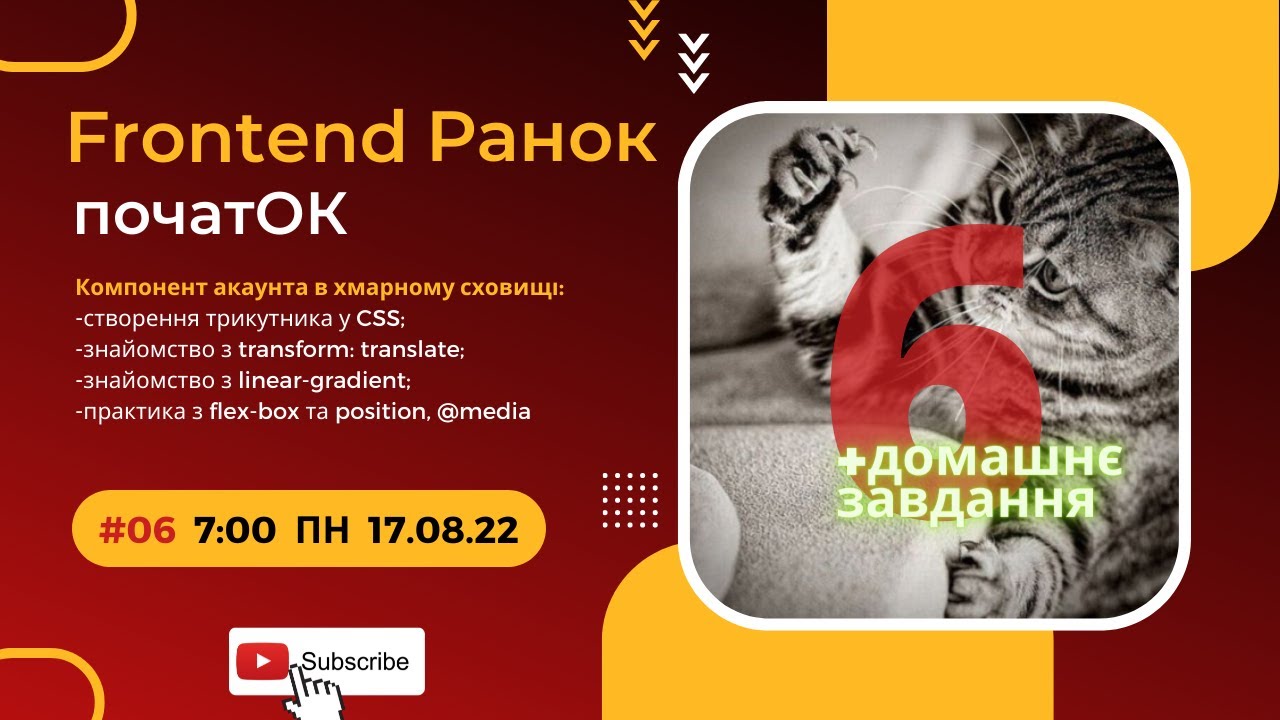 Frontend Ранок
початОК
Компонент акаунта в хмарному сховищі:
-створення трикутника у CSS;
-знайомство з transform: translate;
-знайомство з linear-gradient;
-практика з flex-box та position, @media
#06 7:00 ПН 17.08.22
6
+домашнє
завдання
Subscribe